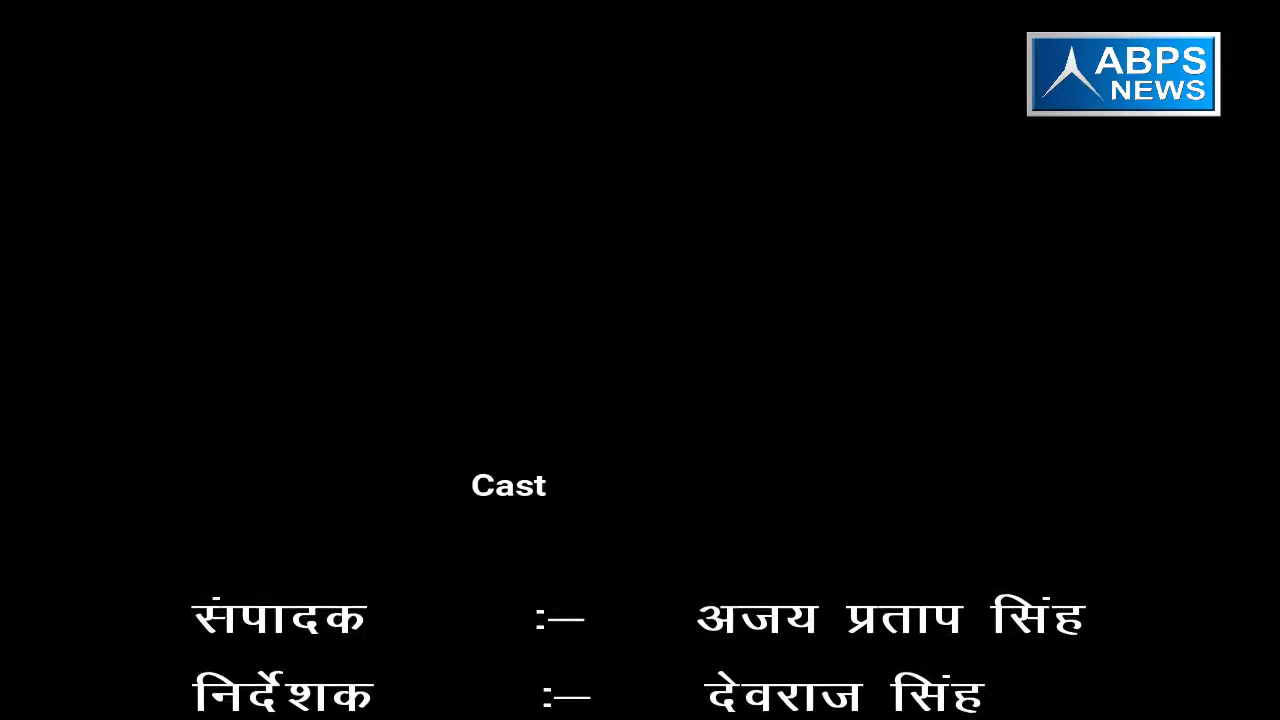 ABPS
NEWS
Cast
संपादक :— अजय प्रताप सिंह
निर्देशक :— देवराज सिंह